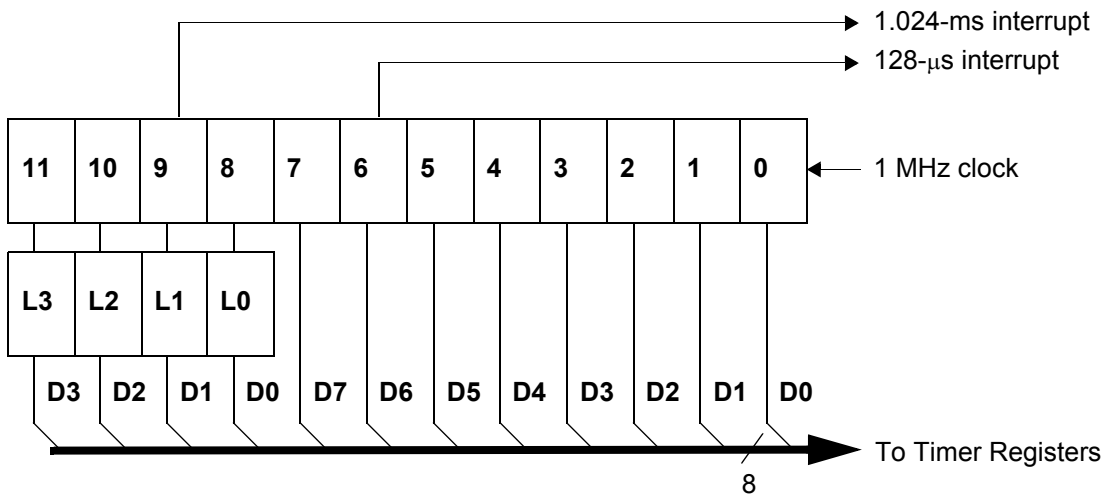 1.024-ms interrupt
128-μs interrupt
11 10 9 8 7 6 5 4 3 2 1 0
1 MHz clock
L3 L2 L1 L0
D3 D2 D1 D0 D7 D6 D5 D4 D3 D2 D1 D0
To Timer Registers
8